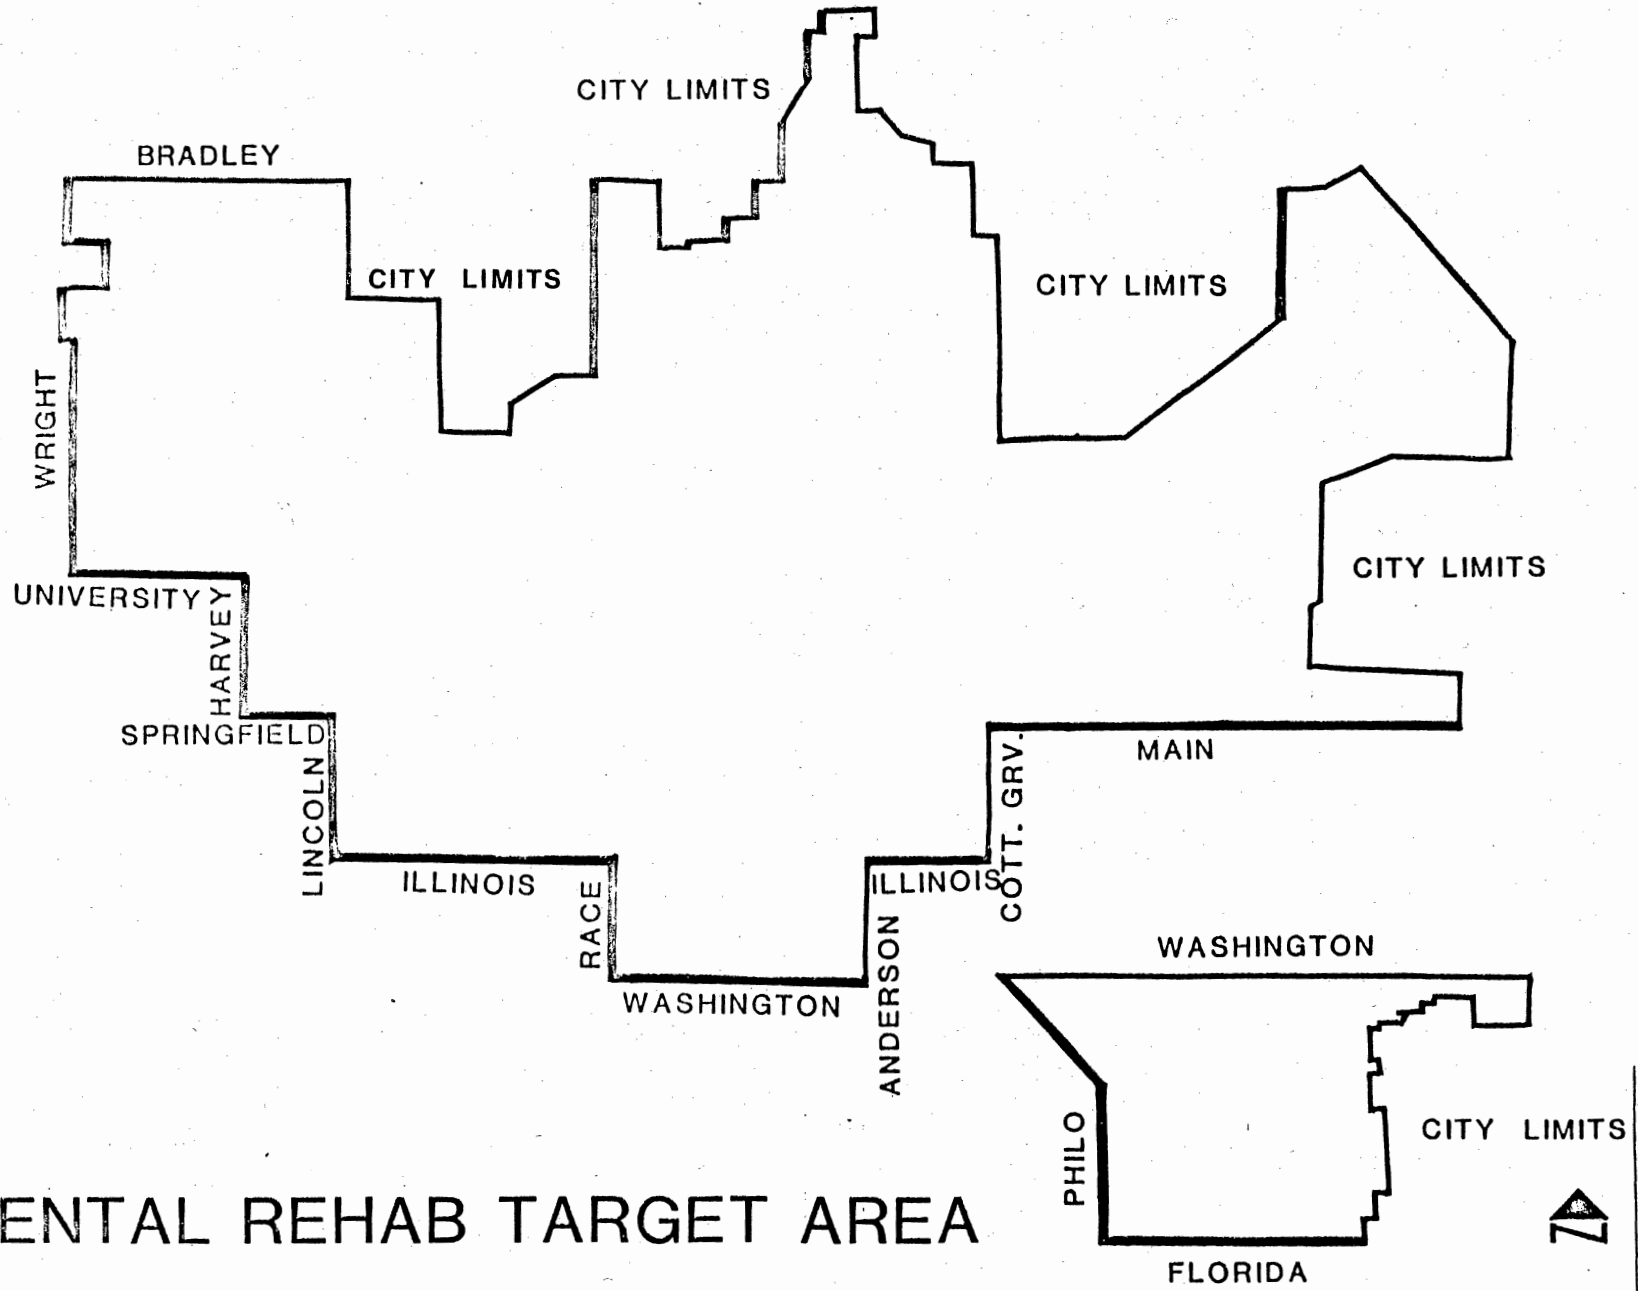 CITY LIMITS
BRADLEY
CITY LIMITS
CITY LIMITS
WRIGHT
CITY LIMITS
UNIVERSITY
HARVEY
SPRINGFIELD
MAIN
LINCOLN
COTT. GRV.
ILLINOIS
ILLINOIS
RACE
WASHINGTON
WASHINGTON
ANDERSON
PHILO
CITY LIMITS
ENTAL REHAB TARGET AREA
N
FLORIDA